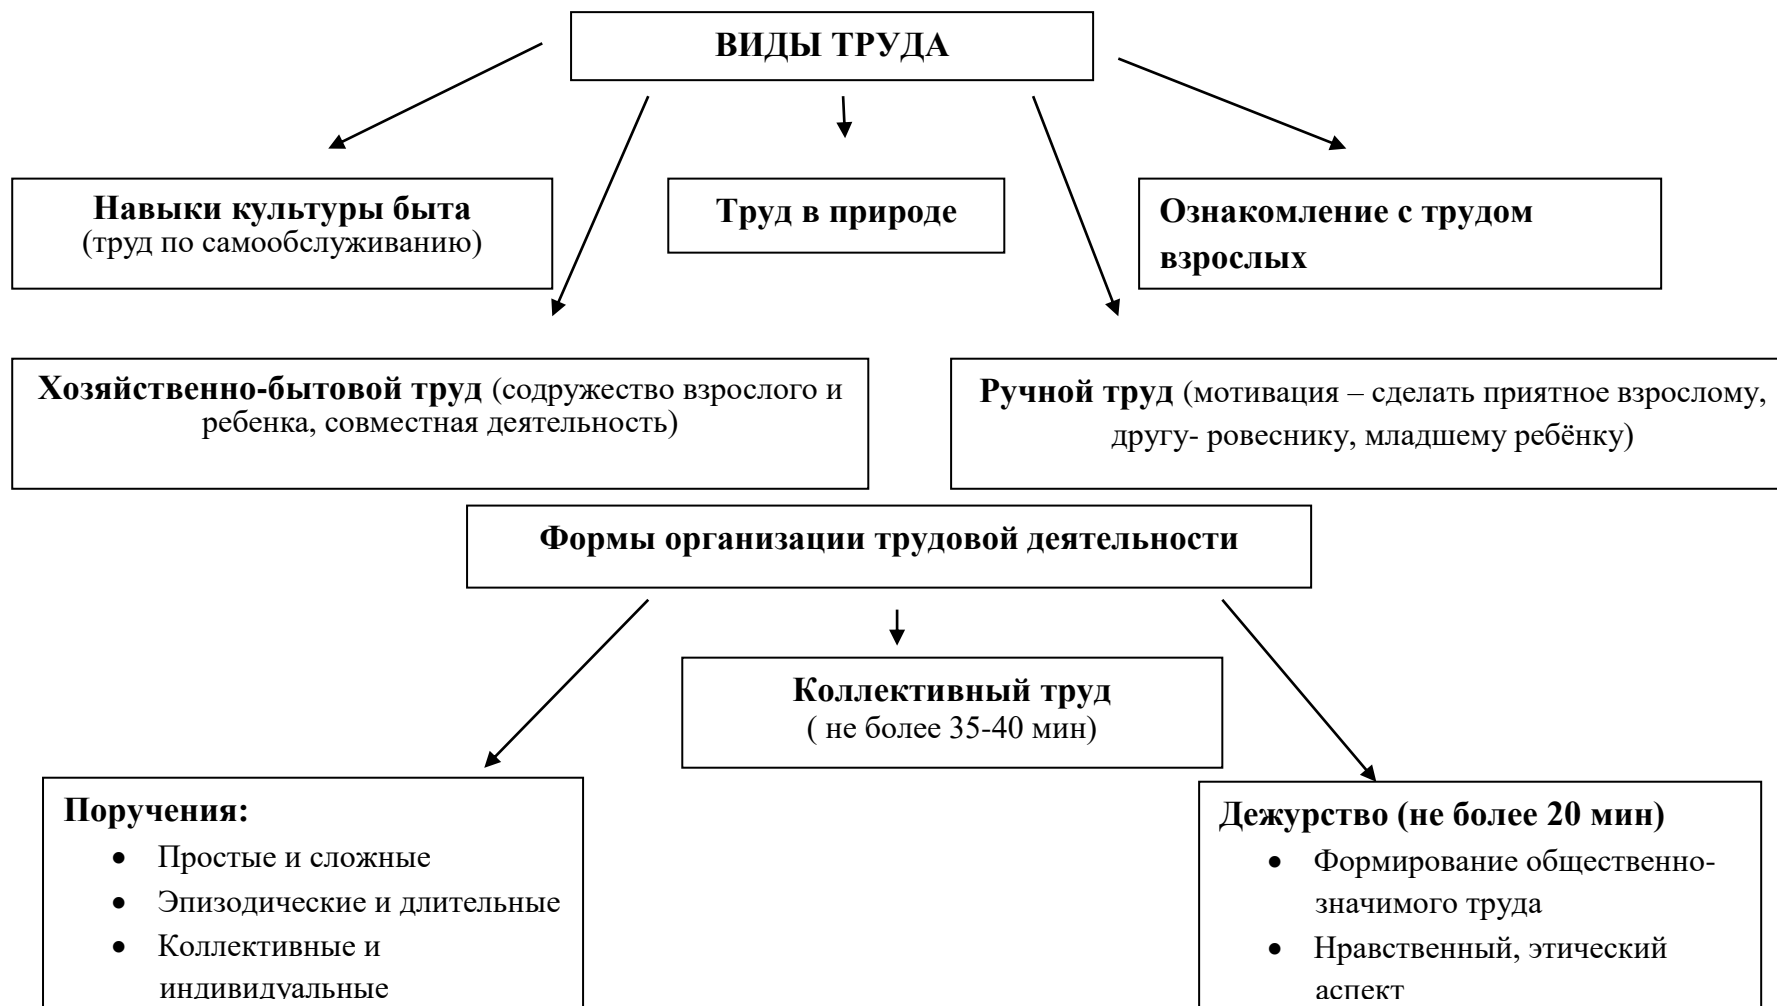 ВИДЫ ТРУДА
Навыки культуры быта
(труд по самообслуживанию)
Труд в природе
Ознакомление с трудом
взрослых
Хозяйственно-бытовой труд (содружество взрослого и
ребенка, совместная деятельность)
Ручной труд (мотивация – сделать приятное взрослому,
другу- ровеснику, младшему ребёнку)
Формы организации трудовой деятельности
Коллективный труд
( не более 35-40 мин)
Поручения:
• Простые и сложные
• Эпизодические и длительные
• Коллективные и
индивидуальные
Дежурство (не более 20 мин)
• Формирование общественно-
значимого труда
• Нравственный, этический
аспект